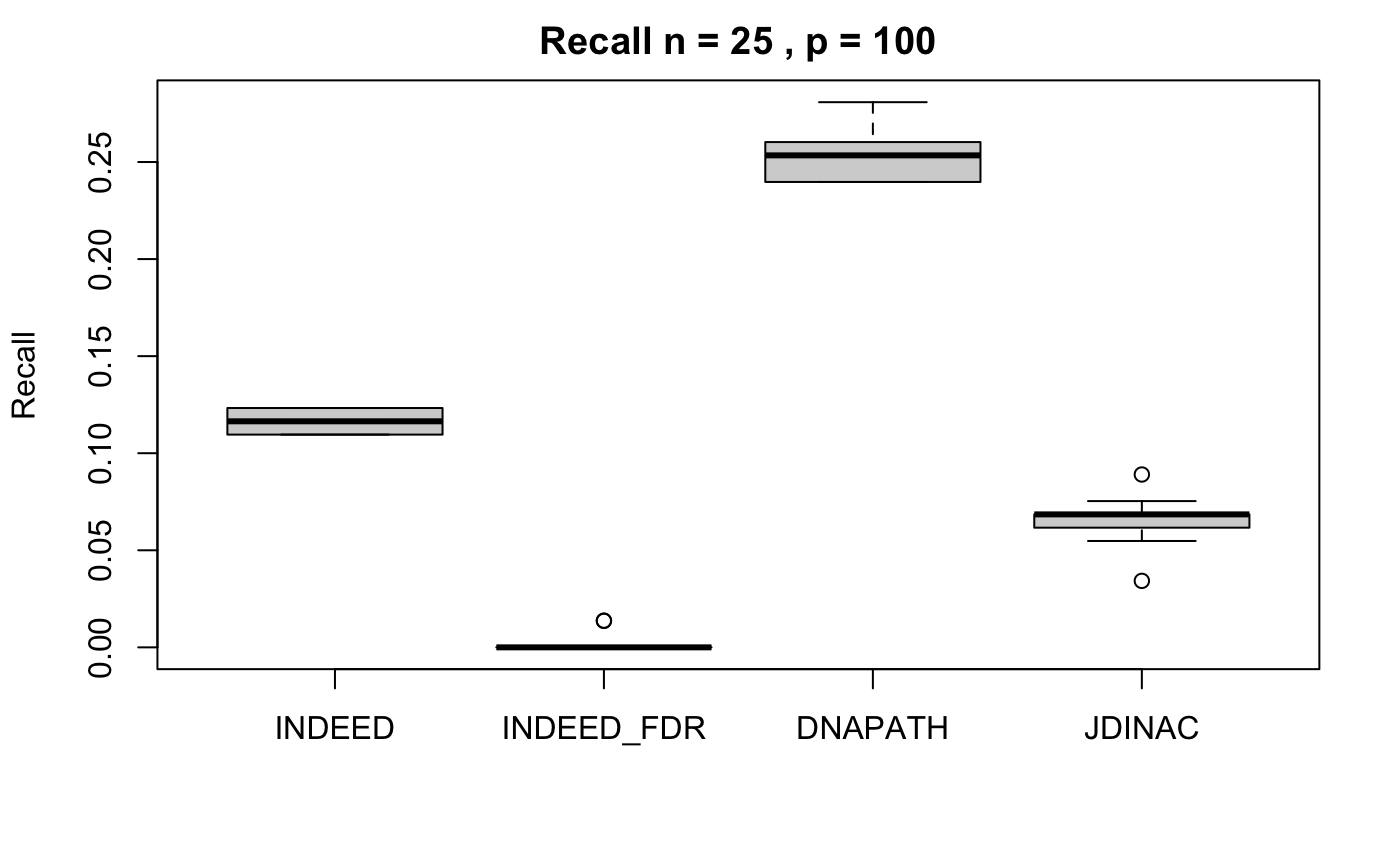 Recall n = 25 , p = 100
Recall
0.25
0.20
0.15
0.10
0.05
0.00
INDEED INDEED_FDR DNAPATH JDINAC